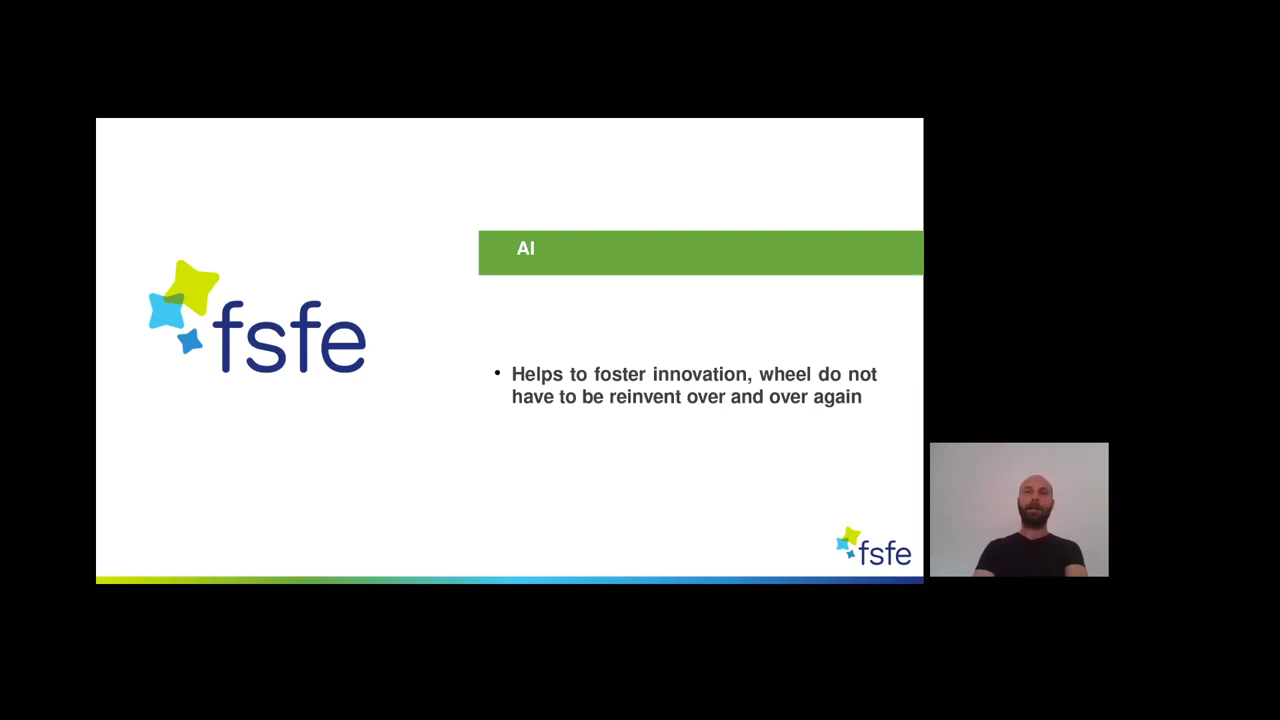 AI
fsfe
• Helps to foster innovation, wheel do not
have to be reinvent over and over again
fsfe